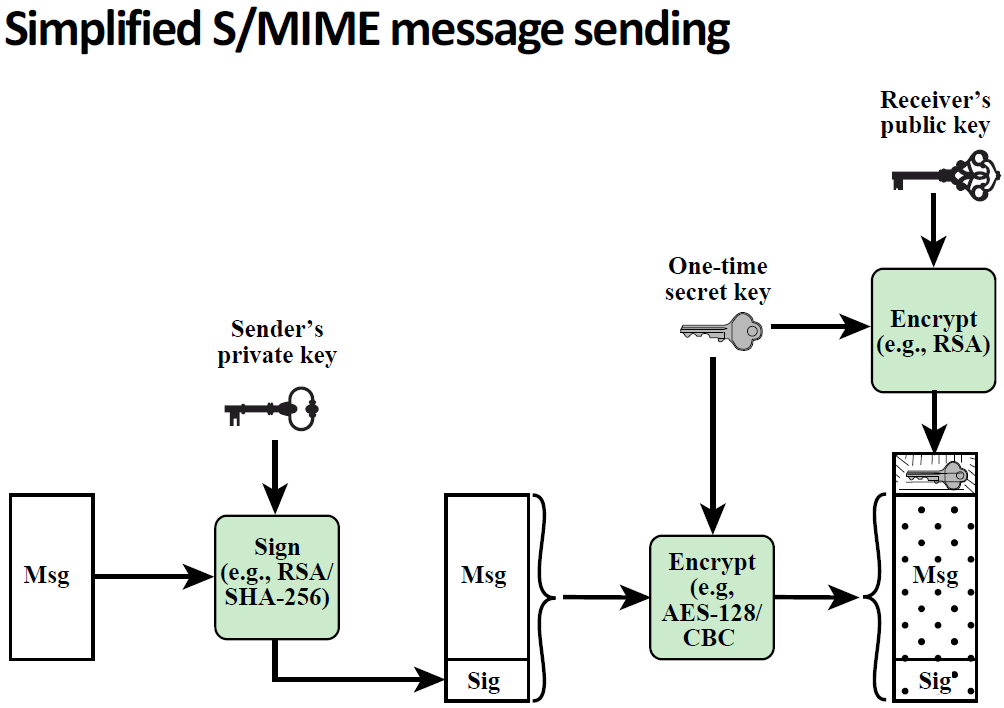 Simplified S/MIME message sending
Receiver's
public key
One-time
secret key
Encrypt
(e.g., RSA)
Sender's
private key
Msg
Sign
(e.g., RSA/
SHA-256)
Msg
Sig
Encrypt
(e.g,
AES-128/
CBC
Msg
Sig